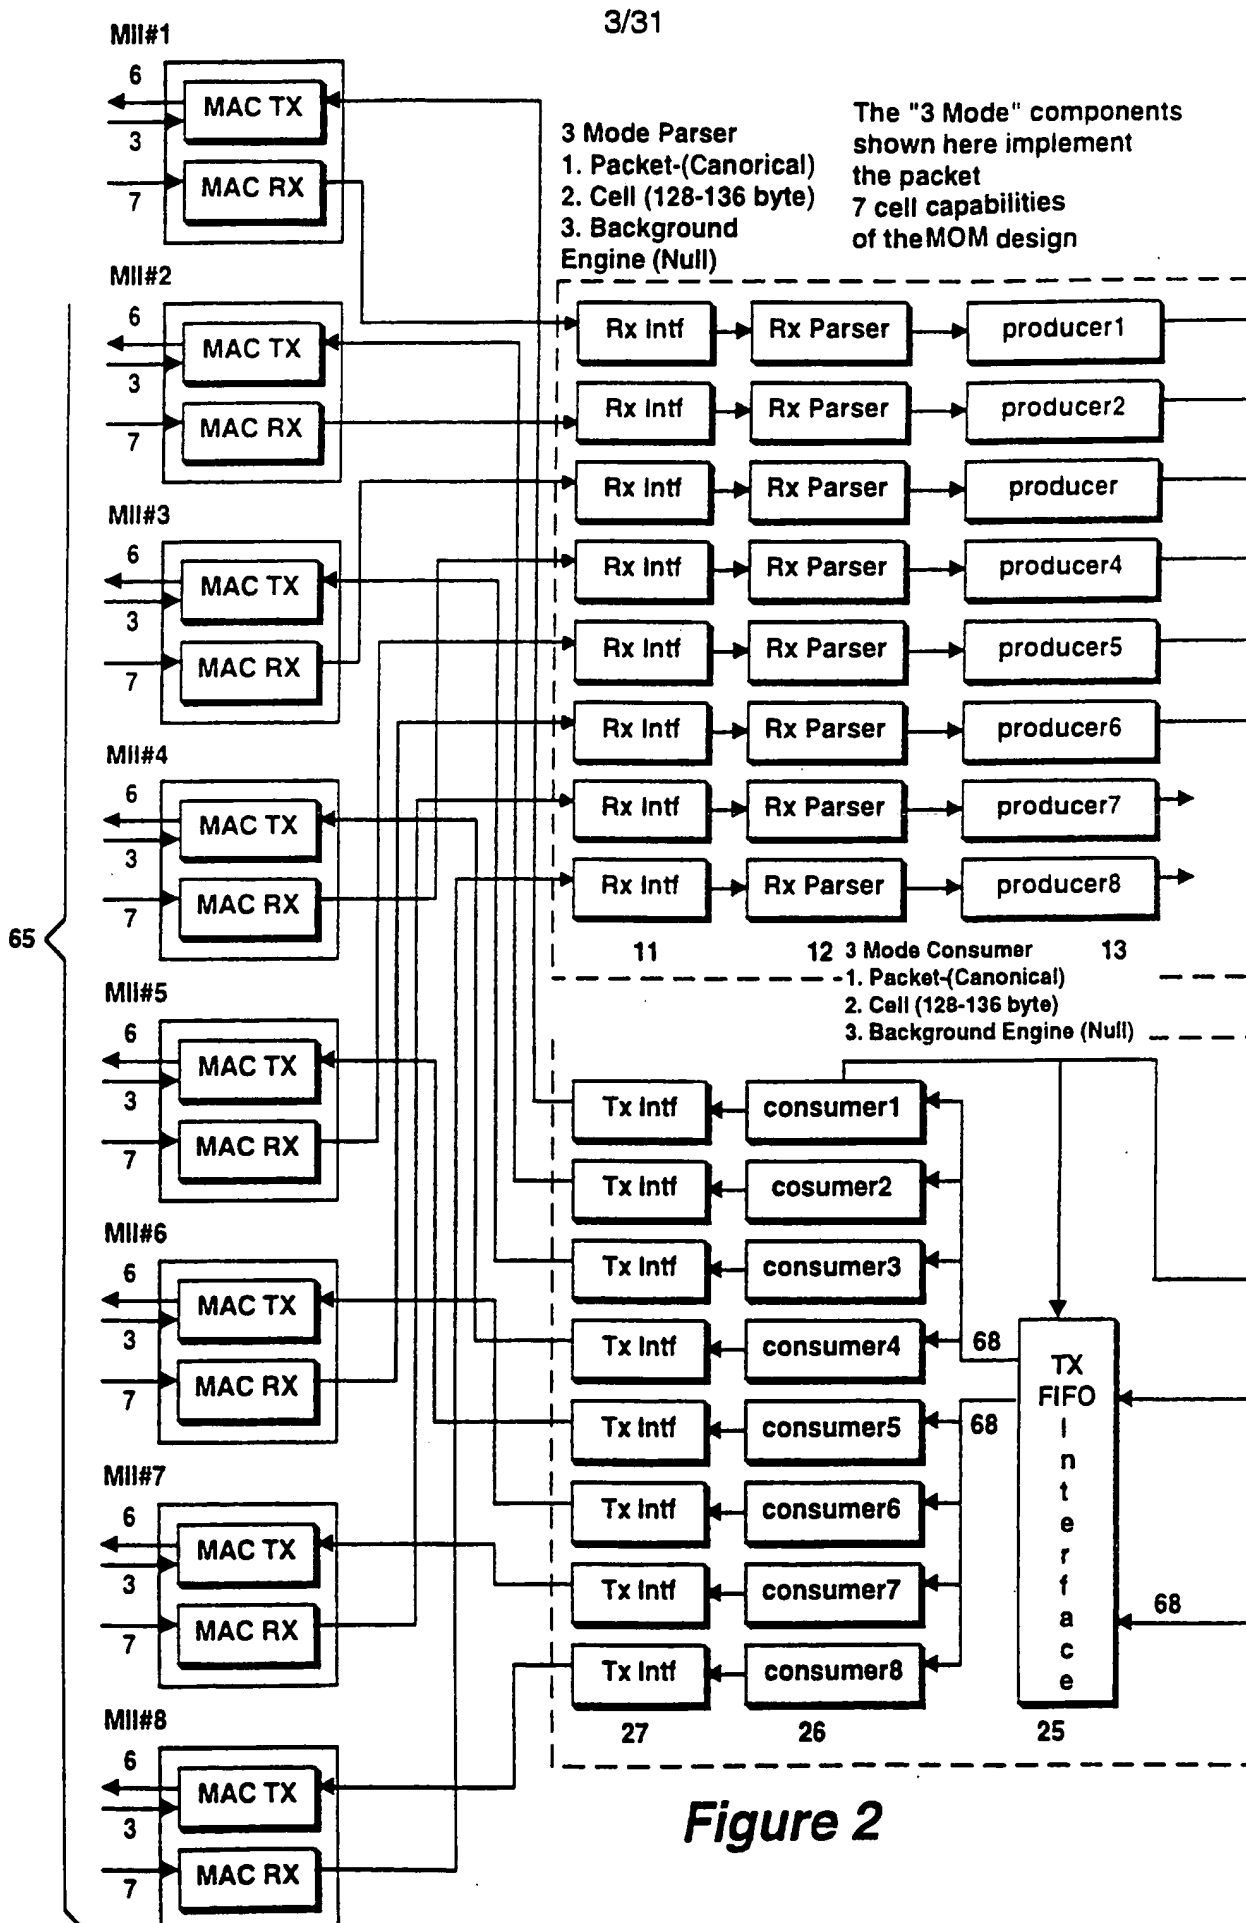 3/31
MII#1
6
MAC TX
3
MAC RX
7
3 Mode Parser
1. Packet-(Canorical)
2. Cell (128-136 byte)
3. Background
Engine (Null)
The "3 Mode" components
shown here implement
the packet
7 cell capabilities
of theMOM design
MII#2
6
MAC TX
3
MAC RX
7
MII#3
6
MAC TX
3
MAC RX
7
MII#4
6
MAC TX
3
MAC RX
7
65
MII#5
6
MAC TX
3
MAC RX
7
MII#6
6
MAC TX
3
MAC RX
7
MII#7
6
MAC TX
3
MAC RX
7
MII#8
6
MAC TX
3
MAC RX
7
Rx Intf Rx Parser producer1
Rx Intf Rx Parser producer2
Rx Intf Rx Parser producer
Rx Intf Rx Parser producer4
Rx Intf Rx Parser producer5
Rx Intf Rx Parser producer6
Rx Intf Rx Parser producer7
Rx Intf Rx Parser producer8
11 12 13
3 Mode Consumer
1. Packet-(Canonical)
2. Cell (128-136 byte)
3. Background Engine (Null)
Tx Intf consumer1
Tx Intf cosumer2
Tx Intf consumer3
Tx Intf consumer4
68
Tx Intf consumer5
68
Tx Intf consumer6
Tx Intf consumer7
Tx Intf consumer8
TX
FIFO
I
n
t
e
r
f
a
c
e
68
27 26 25
Figure 2